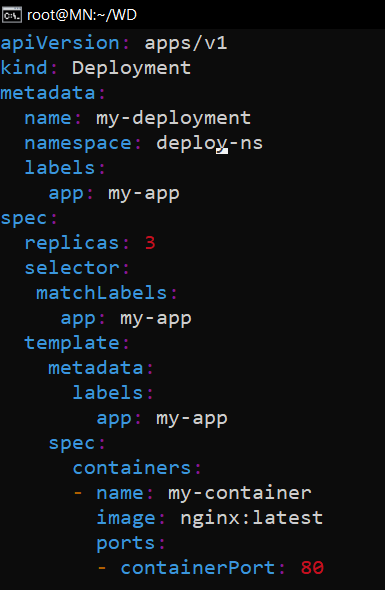 root@MN:~/WD
apiVersion: apps/v1
kind: Deployment
metadata:
  name: my-deployment
  namespace: deploy-ns
  labels:
    app: my-app
spec:
  replicas: 3
  selector:
   matchLabels:
     app: my-app
  template:
    metadata:
      labels:
        app: my-app
    spec:
      containers:
      - name: my-container
        image: nginx:latest
        ports:
        - containerPort: 80